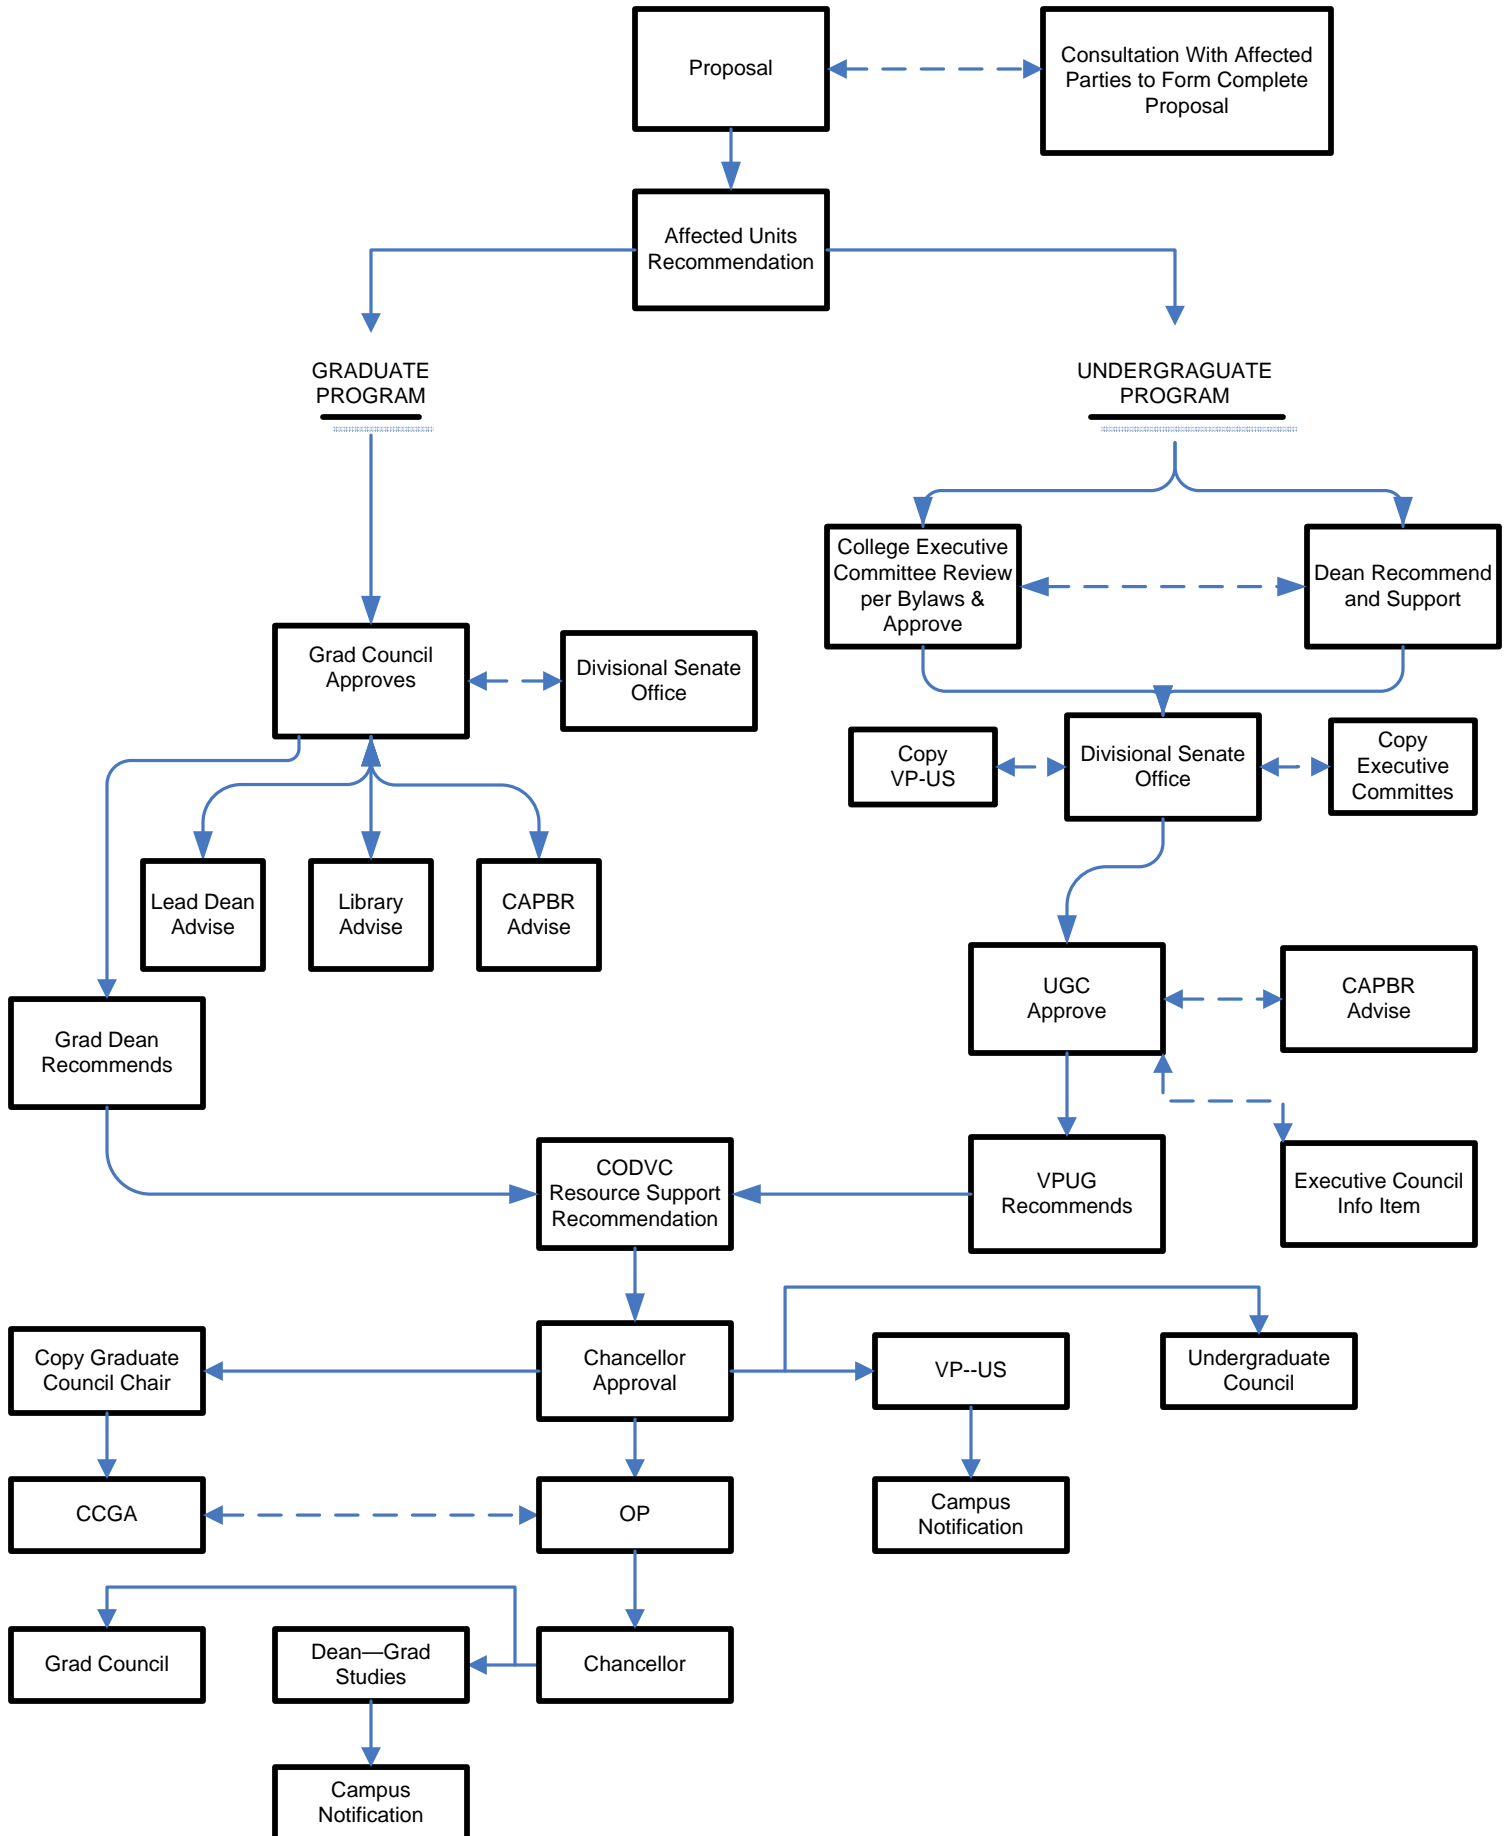 Proposal
Consultation With Affected
Parties to Form Complete
Proposal
Affected Units
Recommendation
GRADUATE
PROGRAM
UNDERGRAGUATE
PROGRAM
College Executive
Committee Review
per Bylaws &
Approve
Dean Recommend
and Support
Grad Council
Approves
Divisional Senate
Office
Copy
VP-US
Divisional Senate
Office
Copy
Executive
Committes
Lead Dean
Advise
Library
Advise
CAPBR
Advise
UGC
Approve
CAPBR
Advise
Grad Dean
Recommends
CODVC
Resource Support
Recommendation
VPUG
Recommends
Executive Council
Info Item
Copy Graduate
Council Chair
Chancellor
Approval
VP--US
Undergraduate
Council
CCGA
OP
Campus
Notification
Grad Council
Dean—Grad
Studies
Chancellor
Campus
Notification